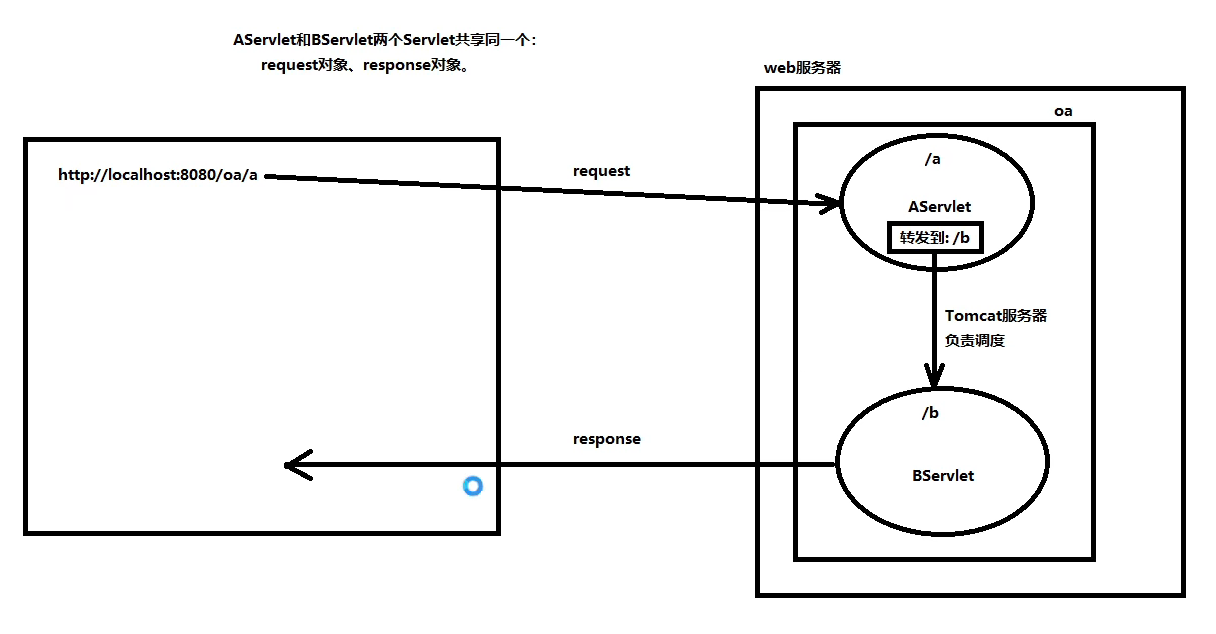 AServlet和BServlet两个Servlet共享同一个：
request对象、response对象。
web服务器
oa
http://localhost:8080/oa/a
request
/a
AServlet
转发到: /b
Tomcat服务器
负责调度
/b
response
BServlet